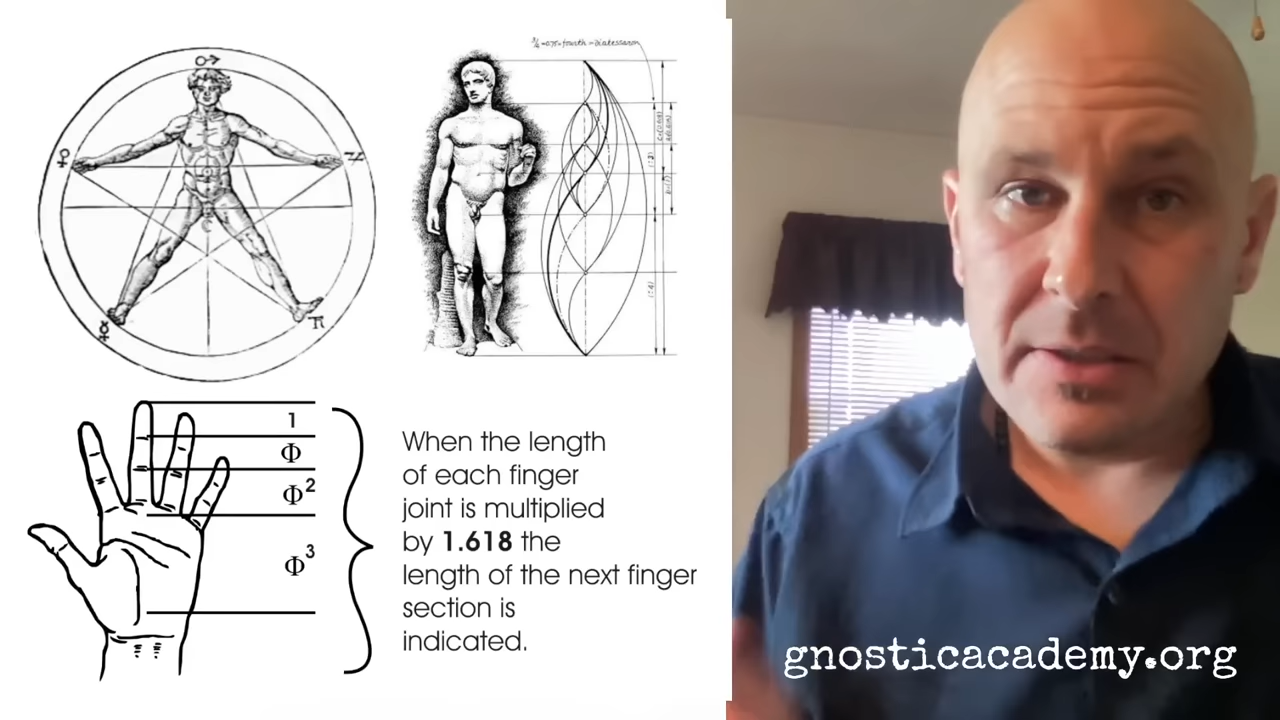 1
Φ
Φ²
Φ³
When the length
of each finger
joint is multiplied
by 1.618 the
length of the next finger
section is
indicated.
gnosticacademy.org